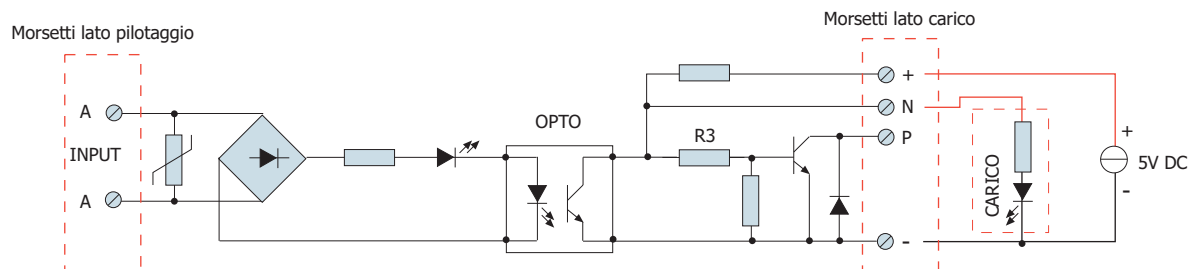 Morsetti lato pilotaggio
Morsetti lato carico
A
INPUT
A
OPTO
R3
+
N
P
-
CARICO
+
5V DC
-